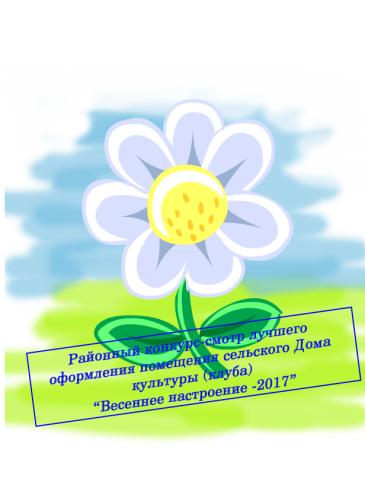 Районный конкурс-смотр лучшего
оформления помещения сельского Дома
культуры (клуба)
“Весеннее настроение -2017”